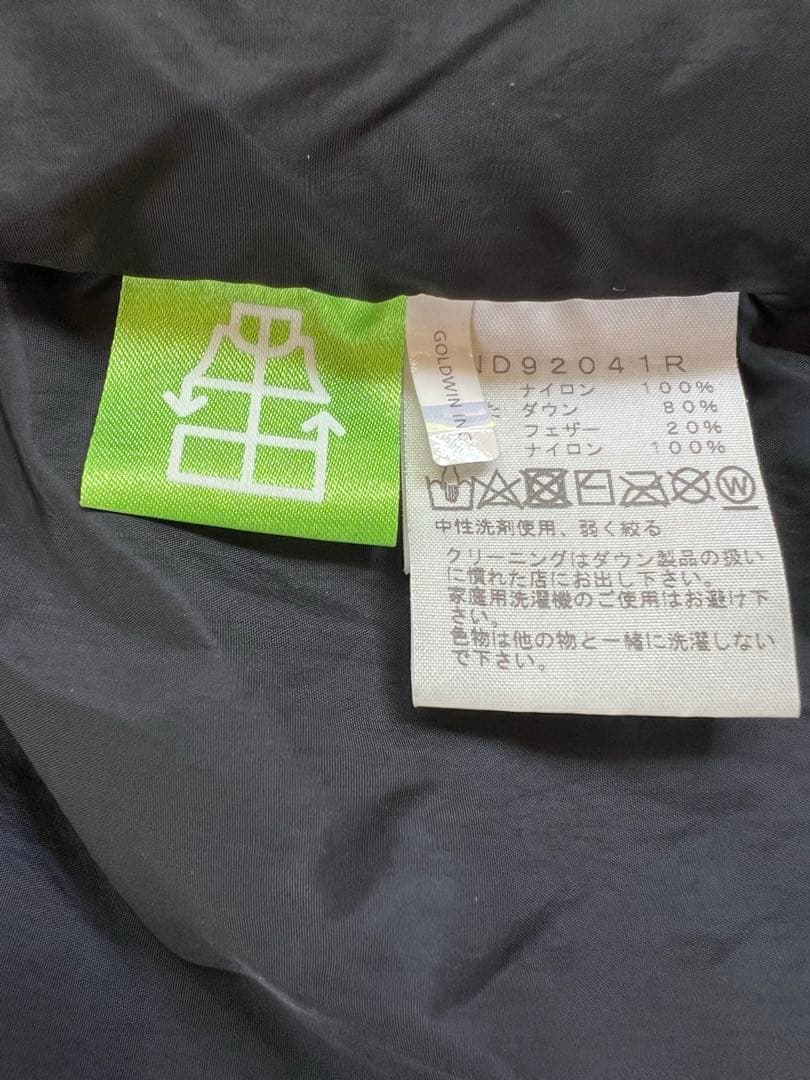 GOLDWIN INC
ND92041R
ナイロン 100%
ダウン 80%
フェザー 20%
ナイロン 100%
W
中性洗剤使用、弱く絞る
クリーニングはダウン製品の扱い
に慣れた店にお出し下さい。
家庭用洗濯機のご使用はお避け下
さい。
色物は他の物と一緒に洗濯しない
で下さい。